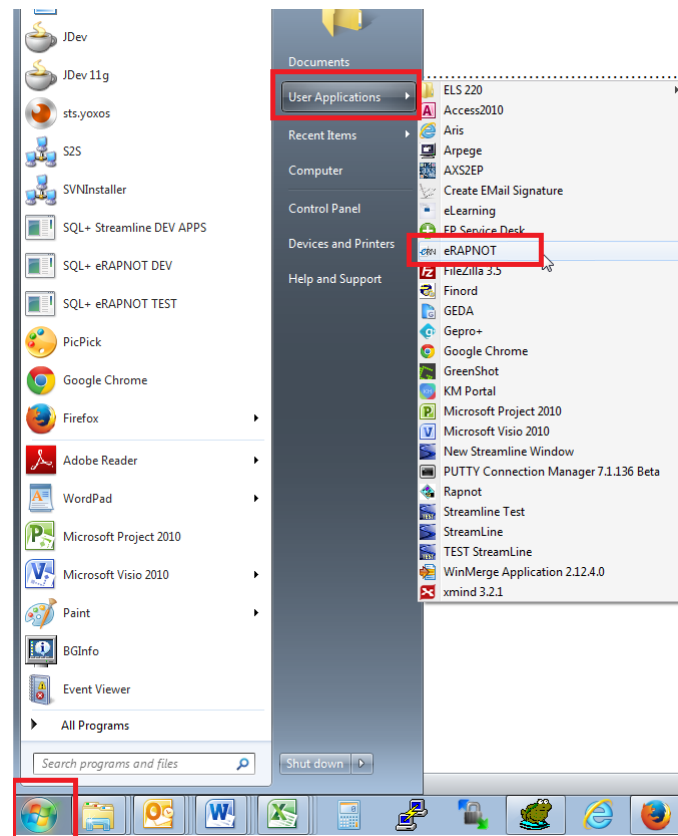 JDev
JDev 11g
sts.yoxos
S2S
SVNInstaller
SQL+ Streamline DEV APPS
SQL+ eRAPNOT DEV
SQL+ eRAPNOT TEST
PicPick
Google Chrome
Firefox
Adobe Reader
WordPad
Microsoft Project 2010
Microsoft Visio 2010
Paint
BGInfo
Event Viewer
All Programs
Search programs and files
Documents
User Applications
Recent Items
Computer
Control Panel
Devices and Printers
Help and Support
Shut down
ELS 220
Access2010
Aris
Arpege
AXS2EP
Create EMail Signature
eLearning
EP Service Desk
eRAPNOT
FileZilla 3.5
Finord
GEDA
Gepro+
Google Chrome
GreenShot
KM Portal
Microsoft Project 2010
Microsoft Visio 2010
New Streamline Window
PUTTY Connection Manager 7.1.136 Beta
Rapnot
Streamline Test
StreamLine
TEST StreamLine
WinMerge Application 2.12.4.0
xmind 3.2.1